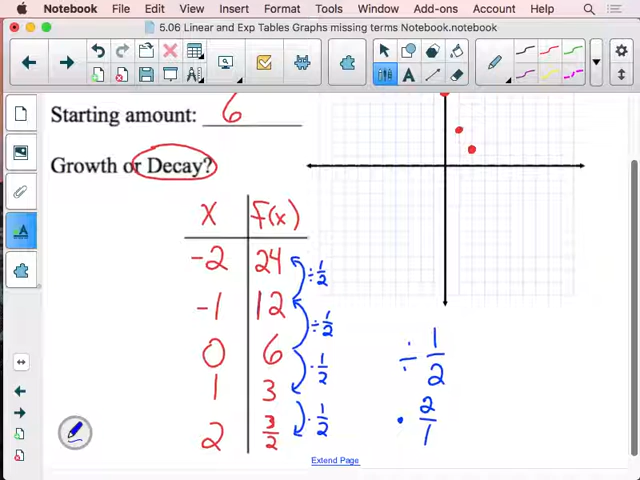 Notebook File Edit View Insert Format Tools Window Add-ons Account
5.06 Linear and Exp Tables Graphs missing terms Notebook.notebook
Starting amount: 6
Growth or Decay?
x f(x)
-2 24
÷ 1/2
-1 12
÷ 1/2
0 6
· 1/2
1 3
2 3/2 · 1/2
÷ 1/2
· 2/1
Extend Page